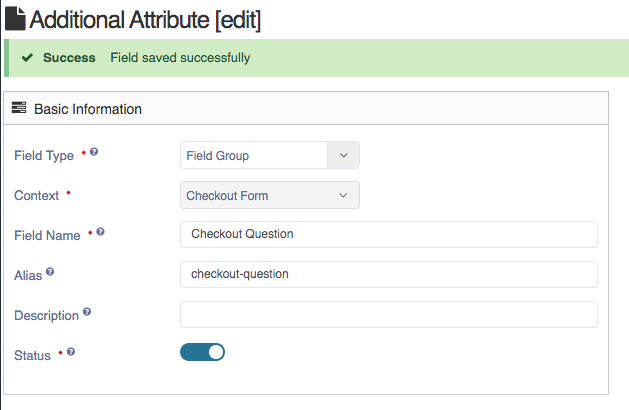 Additional Attribute [edit]
Success Field saved successfully
Basic Information
Field Type * ?
Field Group
Context *
Checkout Form
Field Name * ?
Checkout Question
Alias ?
checkout-question
Description ?
Status * ?